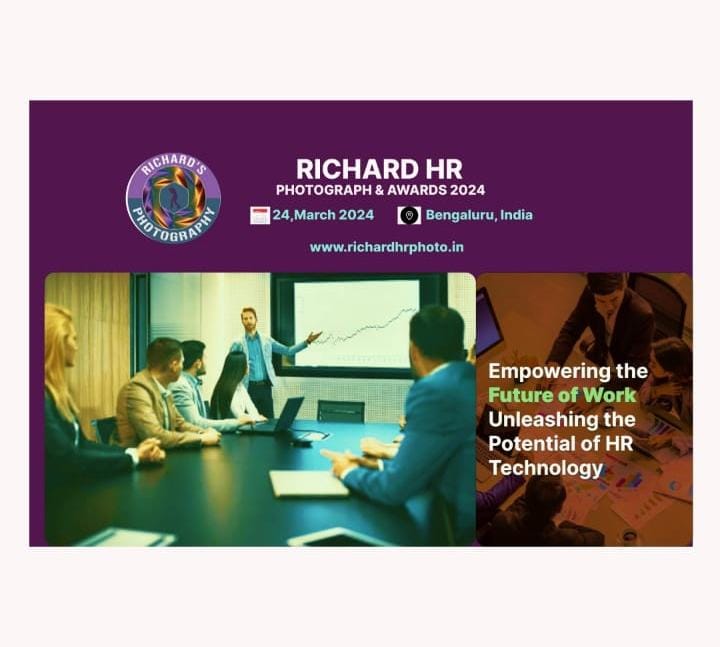 RICHARD'S
PHOTOGRAPHY
RICHARD HR
PHOTOGRAPH & AWARDS 2024
24,March 2024
Bengaluru, India
www.richardhrphoto.in
Empowering the
Future of Work
Unleashing the
Potential of HR
Technology